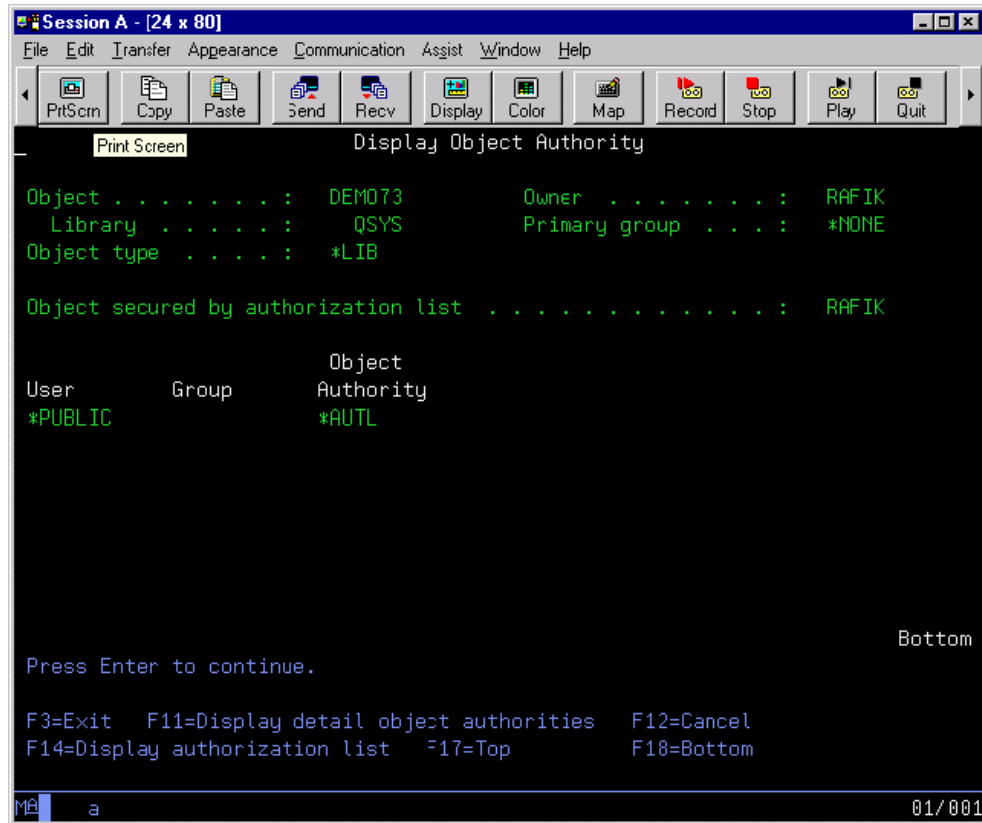 Session A - [24 x 80]
File Edit Transfer Appearance Communication Assist Window Help
PrtScrn Copy Paste Send Recv Display Color Map Record Stop Play Quit
Print Screen
Display Object Authority
Object . . . . . . . : DEMO73 Owner . . . . . . . : RAFIK
Library . . . . . : QSYS Primary group . . . : *NONE
Object type . . . . : *LIB
Object secured by authorization list . . . . . . . . . . . . . : RAFIK
Object
User Group Authority
*PUBLIC *AUTL
Bottom
Press Enter to continue.
F3=Exit F11=Display detail object authorities F12=Cancel
F14=Display authorization list F17=Top F18=Bottom
MA a 01/001